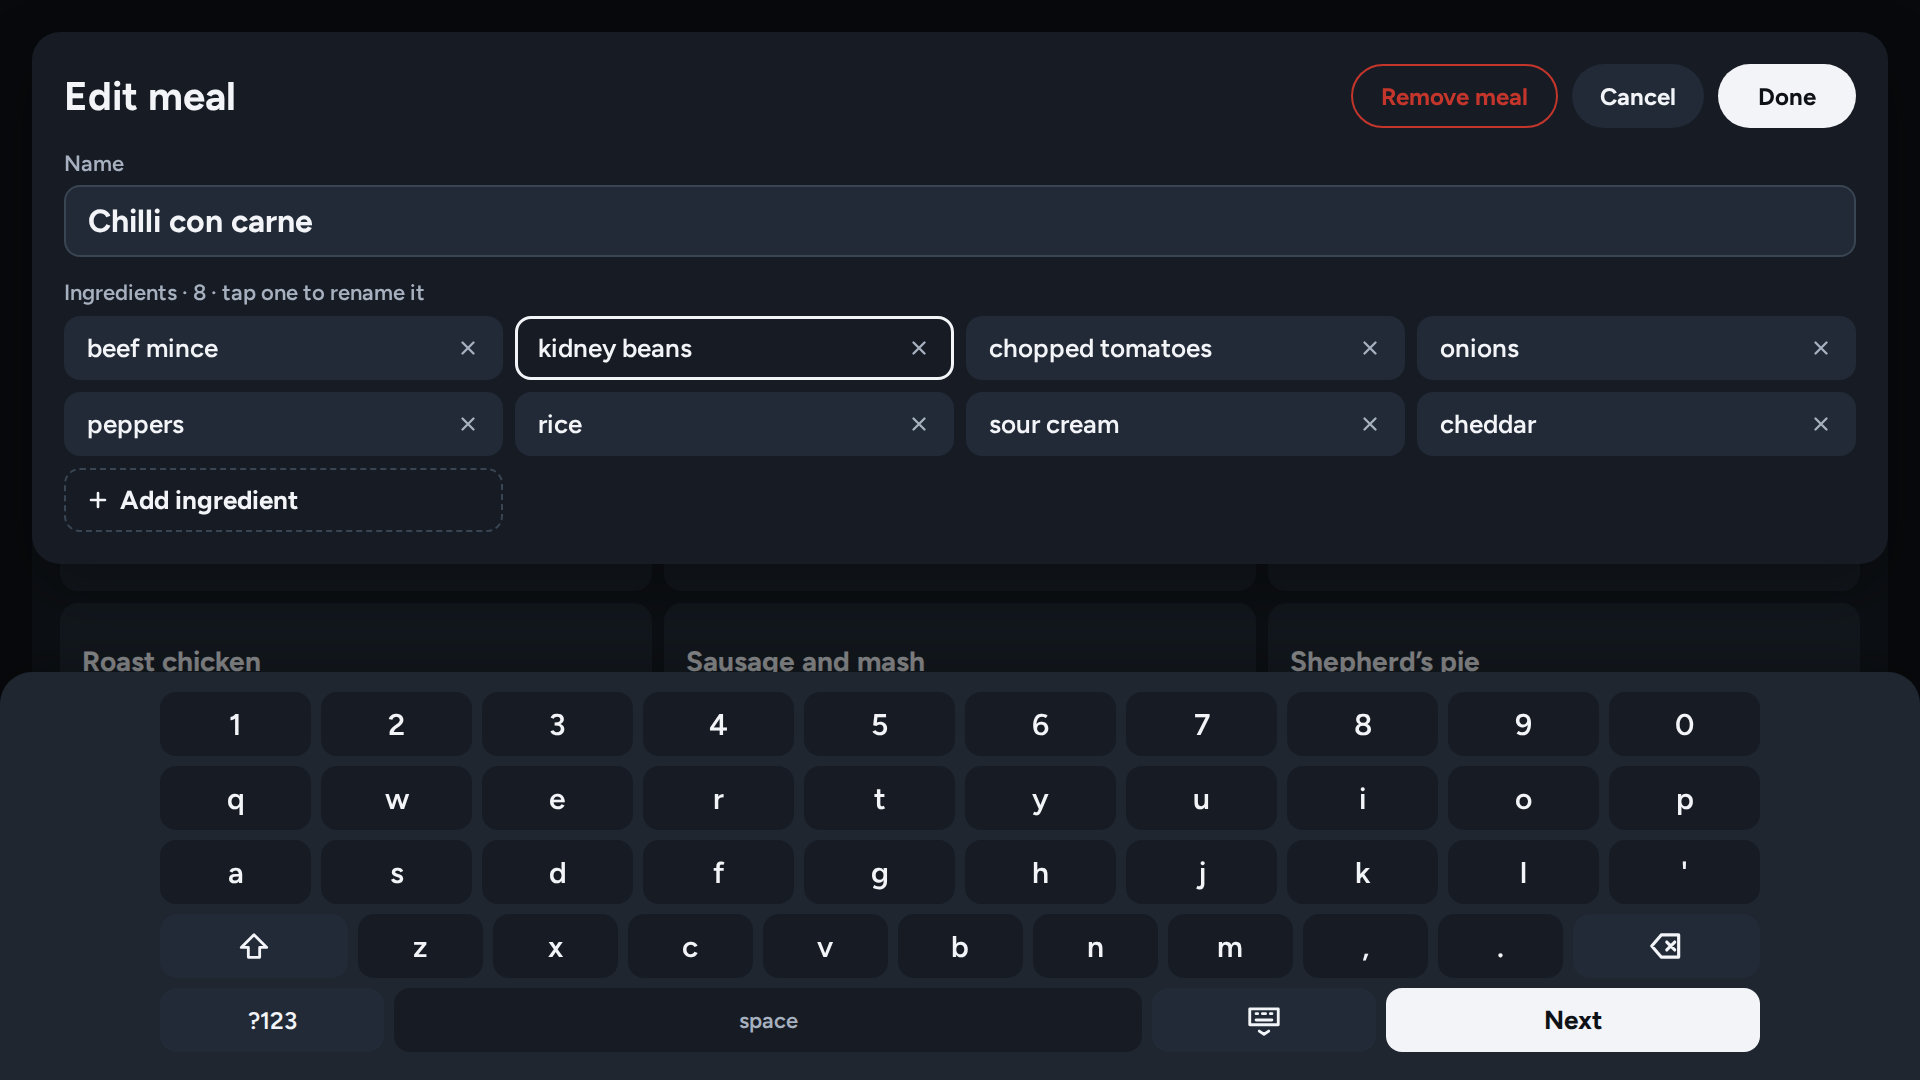 Edit meal
Remove meal
Cancel
Done
Name
Chilli con carne
Ingredients · 8 · tap one to rename it
beef mince
kidney beans
chopped tomatoes
onions
peppers
rice
sour cream
cheddar
+ Add ingredient
Roast chicken
Sausage and mash
Shepherd’s pie
1 2 3 4 5 6 7 8 9 0
q w e r t y u i o p
a s d f g h j k l '
z x c v b n m , .
?123
space
Next